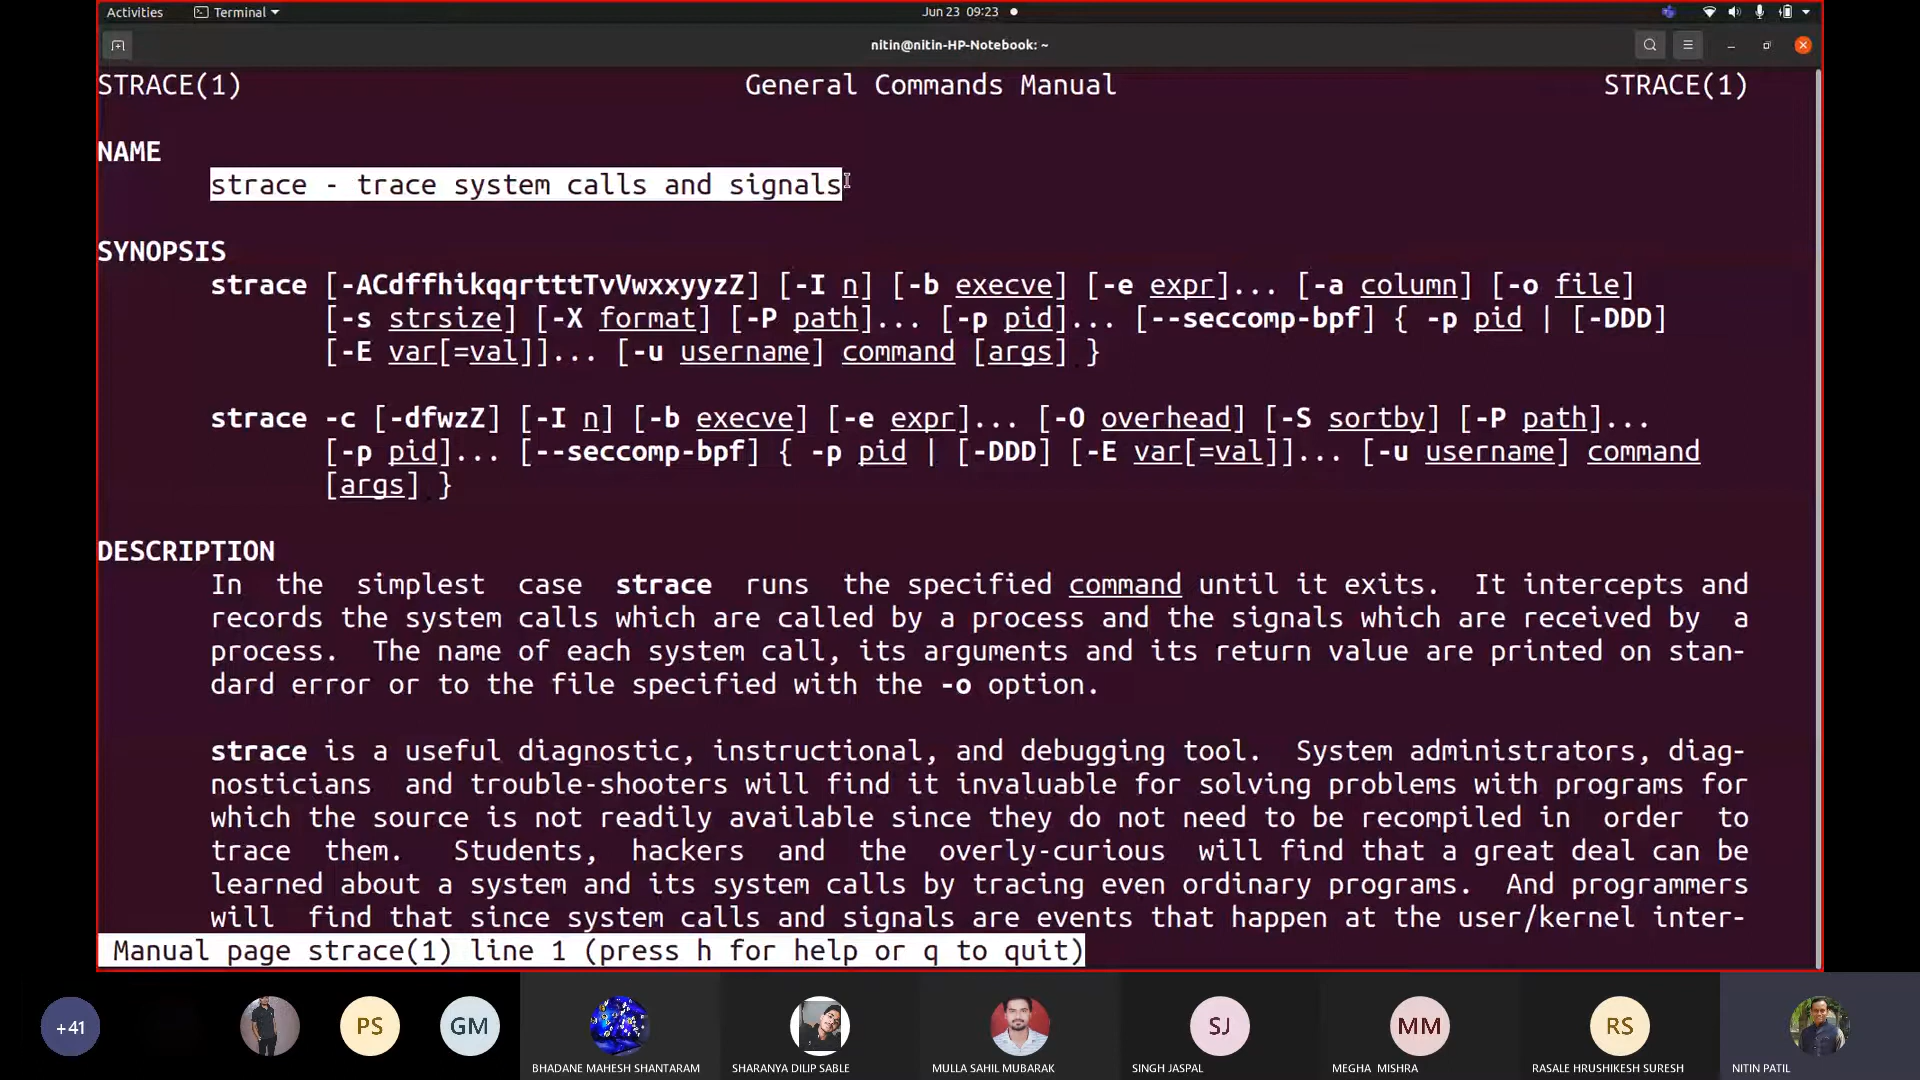 Activities Terminal Jun 23 09:23
nitin@nitin-HP-Notebook: ~
STRACE(1) General Commands Manual STRACE(1)
NAME
strace - trace system calls and signals
SYNOPSIS
strace [-ACdffhikqqrtttTvVwxxyyzZ] [-I n] [-b execve] [-e expr]... [-a column] [-o file]
[-s strsize] [-X format] [-P path]... [-p pid]... [--seccomp-bpf] { -p pid | [-DDD]
[-E var[=val]]... [-u username] command [args] }
strace -c [-dfwzZ] [-I n] [-b execve] [-e expr]... [-O overhead] [-S sortby] [-P path]...
[-p pid]... [--seccomp-bpf] { -p pid | [-DDD] [-E var[=val]]... [-u username] command
[args] }
DESCRIPTION
In the simplest case strace runs the specified command until it exits. It intercepts and
records the system calls which are called by a process and the signals which are received by a
process. The name of each system call, its arguments and its return value are printed on stan-
dard error or to the file specified with the -o option.
strace is a useful diagnostic, instructional, and debugging tool. System administrators, diag-
nosticians and trouble-shooters will find it invaluable for solving problems with programs for
which the source is not readily available since they do not need to be recompiled in order to
trace them. Students, hackers and the overly-curious will find that a great deal can be
learned about a system and its system calls by tracing even ordinary programs. And programmers
will find that since system calls and signals are events that happen at the user/kernel inter-
Manual page strace(1) line 1 (press h for help or q to quit)
+41 PS GM SJ MM RS
BHADANE MAHESH SHANTARAM SHARANYA DILIP SABLE MULLA SAHIL MUBARAK SINGH JASPAL MEGHA MISHRA RASALE HRUSHIKESH SURESH NITIN PATIL